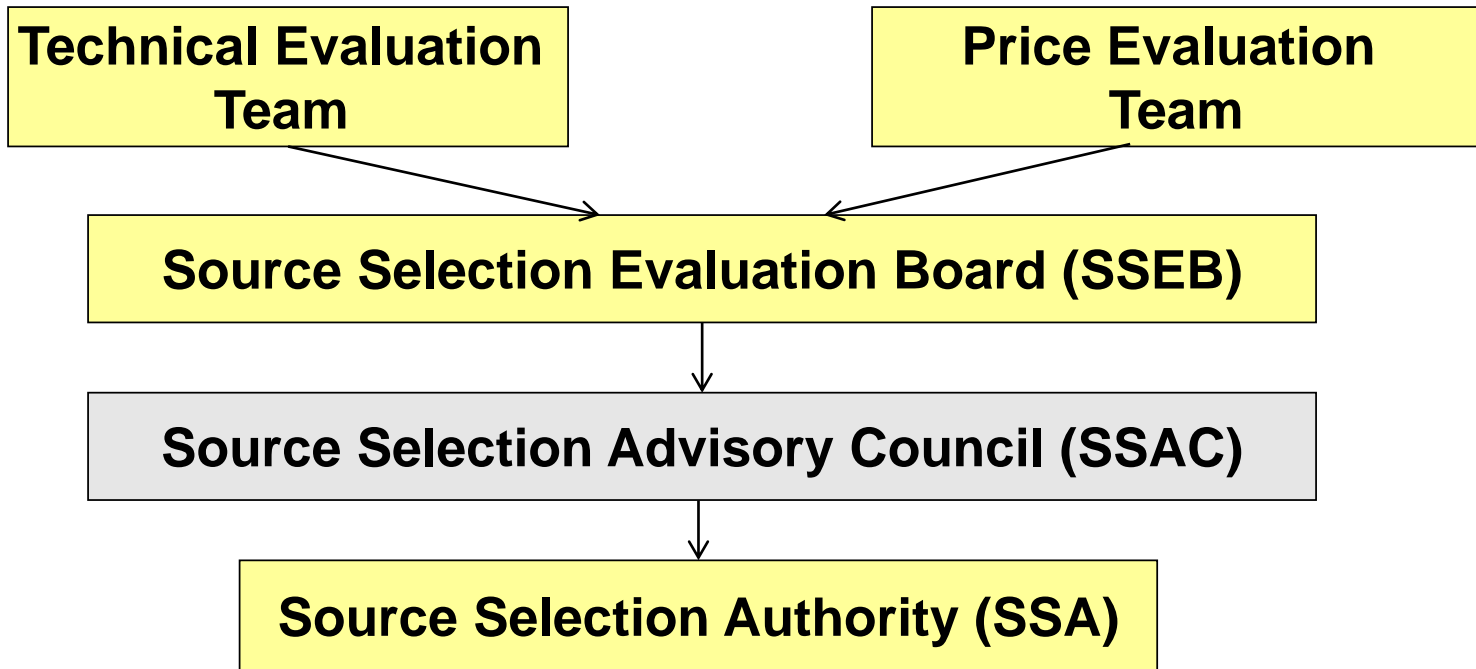 Technical Evaluation
Team
Price Evaluation
Team
Source Selection Evaluation Board (SSEB)
Source Selection Advisory Council (SSAC)
Source Selection Authority (SSA)